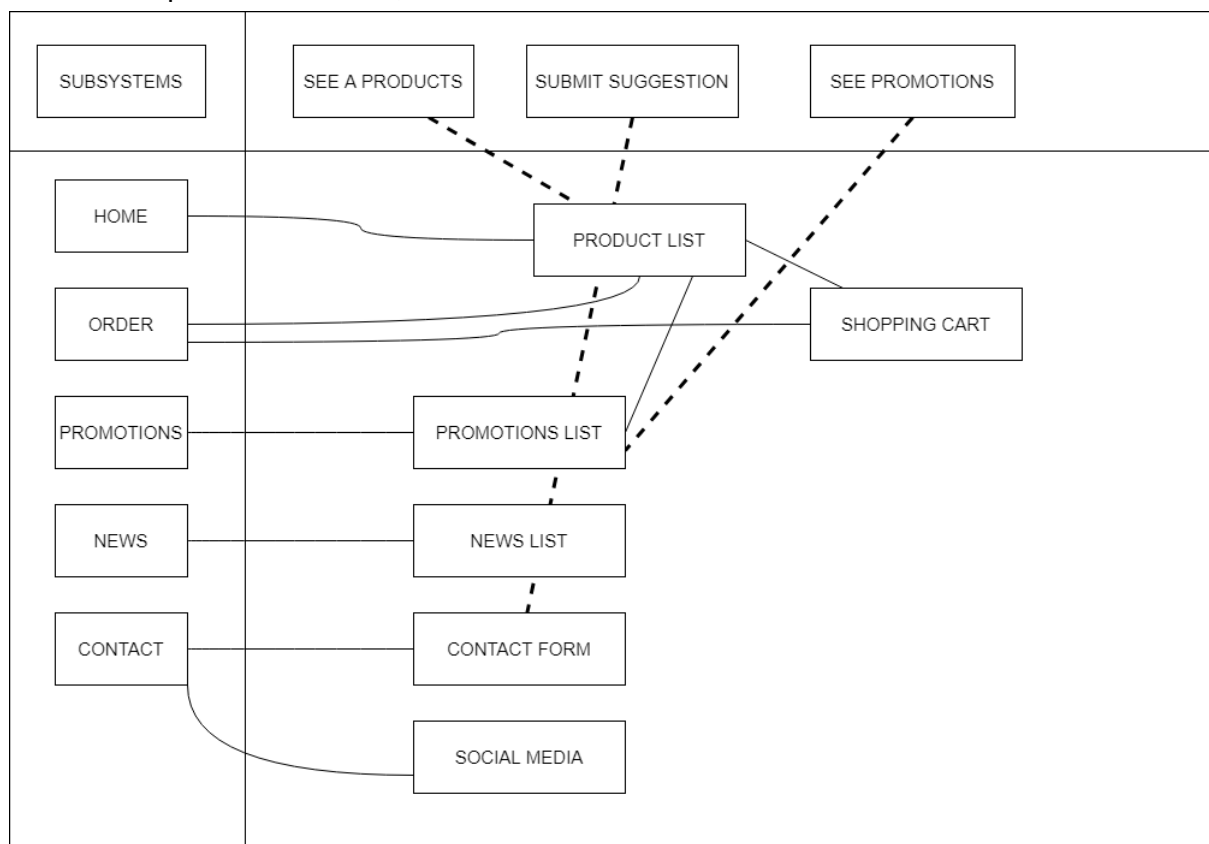 SUBSYSTEMS
SEE A PRODUCTS
SUBMIT SUGGESTION
SEE PROMOTIONS
HOME
PRODUCT LIST
ORDER
SHOPPING CART
PROMOTIONS
PROMOTIONS LIST
NEWS
NEWS LIST
CONTACT
CONTACT FORM
SOCIAL MEDIA